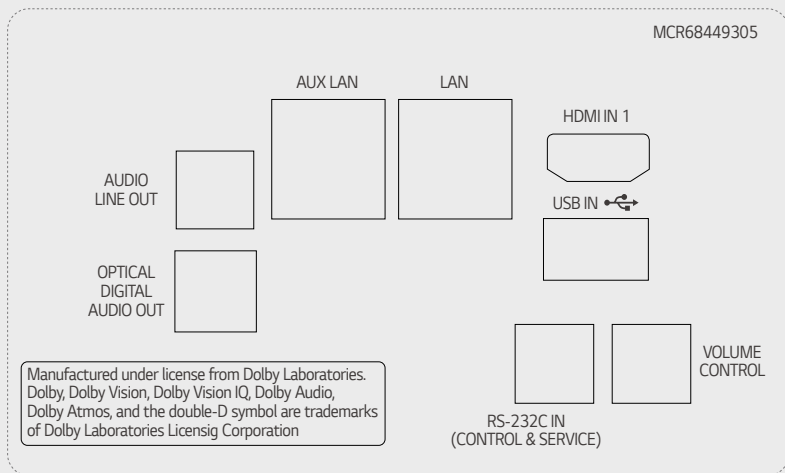 MCR68449305
AUX LAN
LAN
HDMI IN 1
AUDIO
LINE OUT
USB IN
OPTICAL
DIGITAL
AUDIO OUT
VOLUME
CONTROL
Manufactured under license from Dolby Laboratories.
Dolby, Dolby Vision, Dolby Vision IQ, Dolby Audio,
Dolby Atmos, and the double-D symbol are trademarks
of Dolby Laboratories Licensig Corporation
RS-232C IN
(CONTROL & SERVICE)